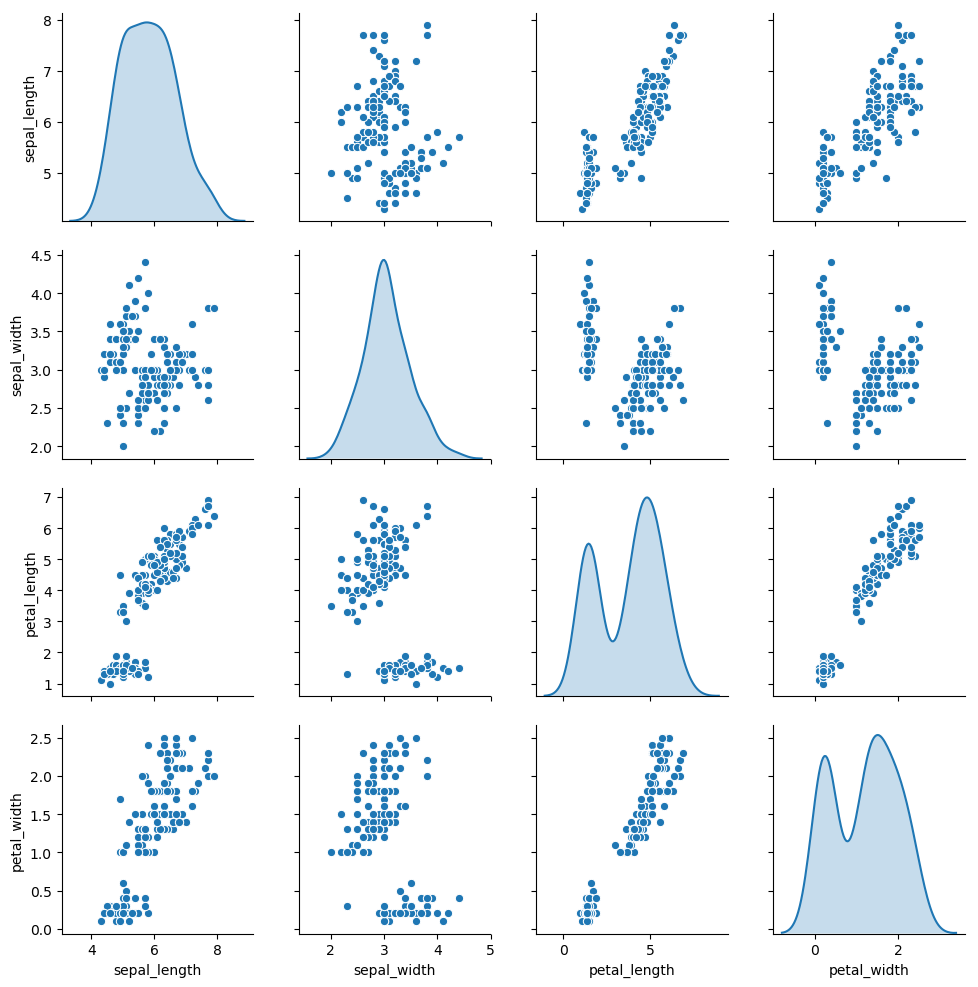 8
7
6
5
sepal_length
4.5
4.0
3.5
3.0
2.5
2.0
sepal_width
7
6
5
4
3
2
1
petal_length
2.5
2.0
1.5
1.0
0.5
0.0
petal_width
4 6 8
sepal_length
2 3 4 5
sepal_width
0 5
petal_length
0 2
petal_width